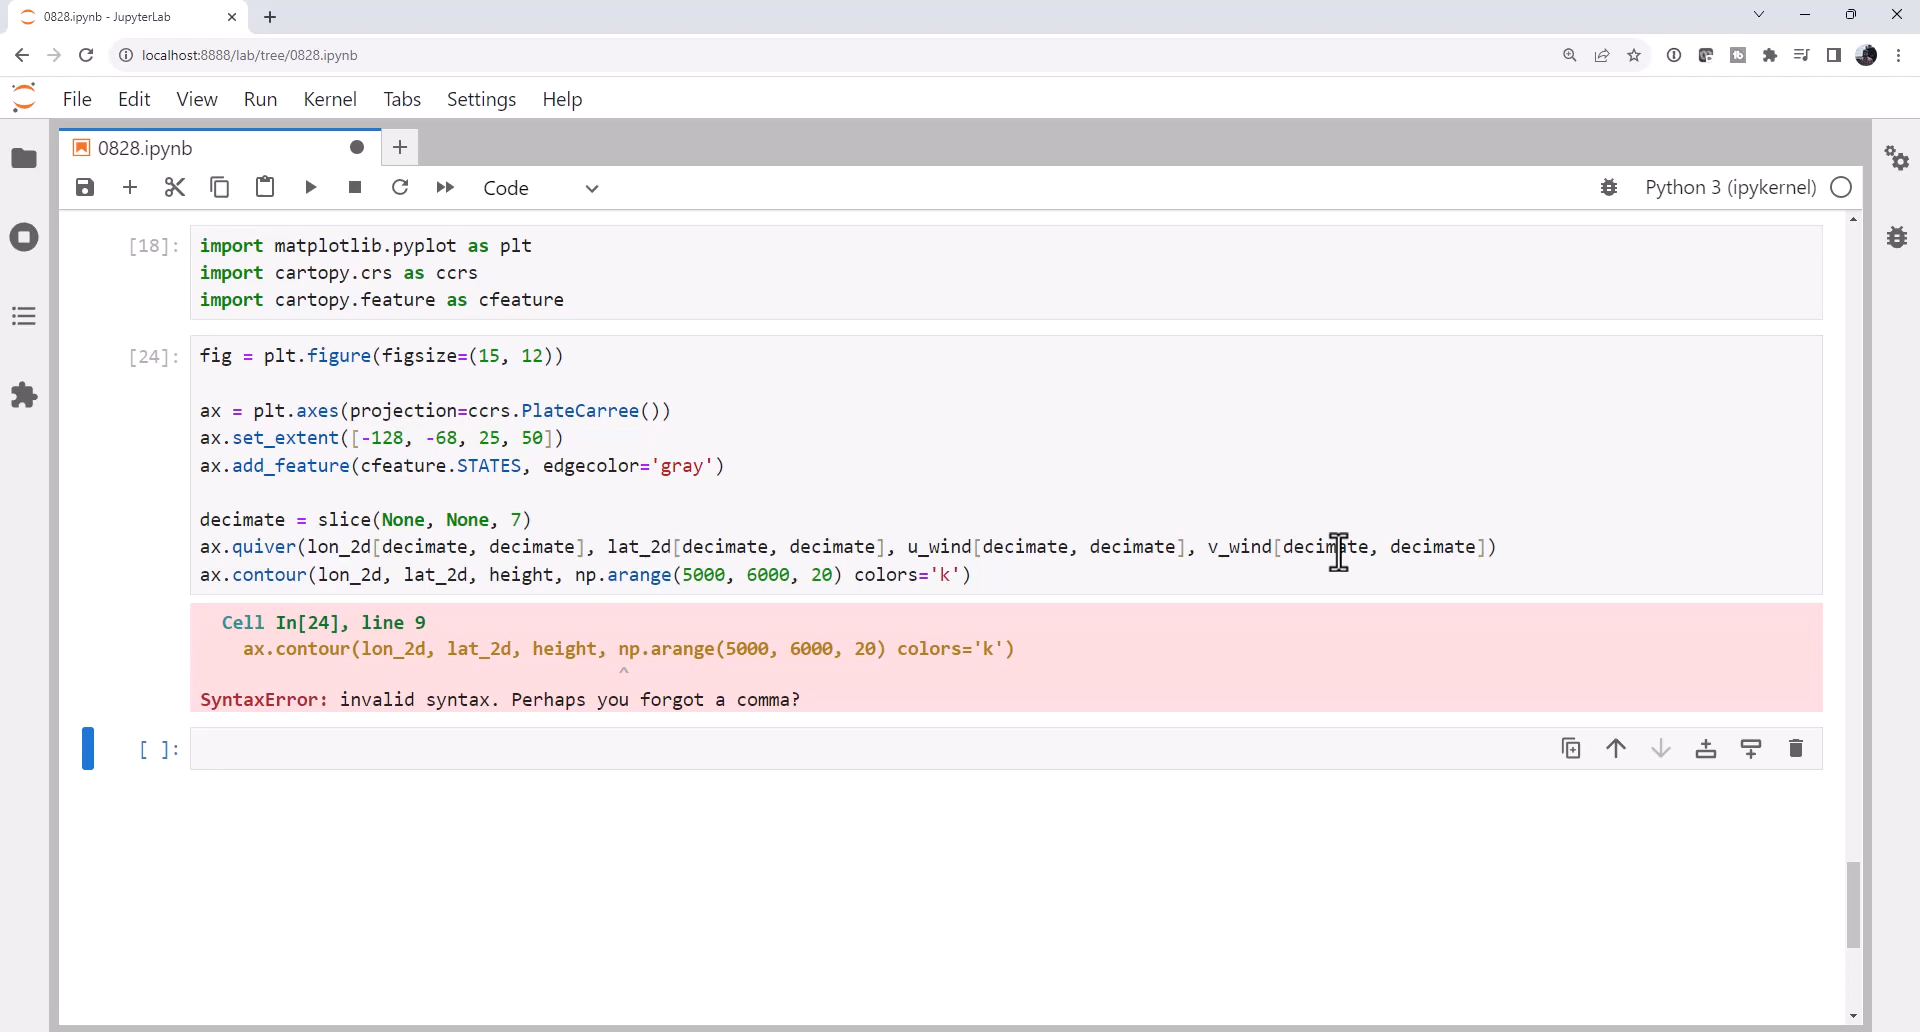 0828.ipynb - JupyterLab
localhost:8888/lab/tree/0828.ipynb
File Edit View Run Kernel Tabs Settings Help
0828.ipynb
Code
Python 3 (ipykernel)
[18]:
import matplotlib.pyplot as plt
import cartopy.crs as ccrs
import cartopy.feature as cfeature
[24]:
fig = plt.figure(figsize=(15, 12))
ax = plt.axes(projection=ccrs.PlateCarree())
ax.set_extent([-128, -68, 25, 50])
ax.add_feature(cfeature.STATES, edgecolor='gray')
decimate = slice(None, None, 7)
ax.quiver(lon_2d[decimate, decimate], lat_2d[decimate, decimate], u_wind[decimate, decimate], v_wind[decimate, decimate])
ax.contour(lon_2d, lat_2d, height, np.arange(5000, 6000, 20) colors='k')
Cell In[24], line 9
ax.contour(lon_2d, lat_2d, height, np.arange(5000, 6000, 20) colors='k')
^
SyntaxError: invalid syntax. Perhaps you forgot a comma?
[ ]: